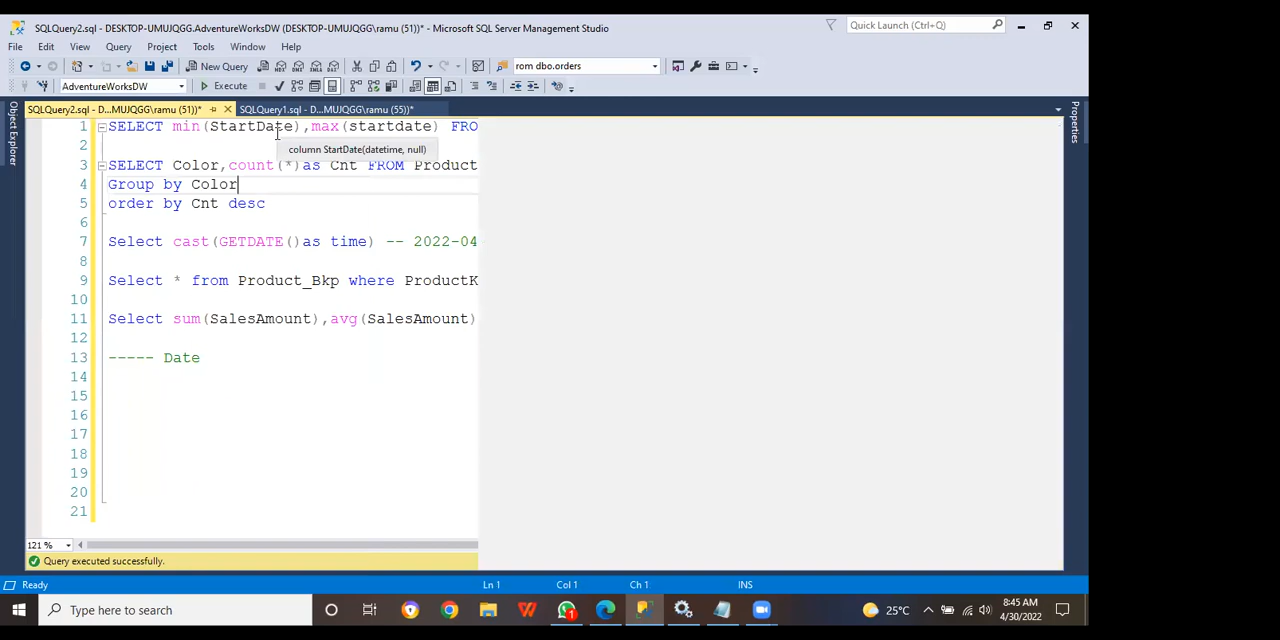 SQLQuery2.sql - DESKTOP-UMUJQGG.AdventureWorksDW (DESKTOP-UMUJQGG\ramu (51))* - Microsoft SQL Server Management Studio
Quick Launch (Ctrl+Q)
File Edit View Query Project Tools Window Help
New Query
rom dbo.orders
AdventureWorksDW
Execute
SQLQuery2.sql - D...MUJQGG\ramu (51))*
SQLQuery1.sql - D...MUJQGG\ramu (55))*
Object Explorer
Properties
1 SELECT min(StartDate),max(startdate) FRO
2 column StartDate(datetime, null)
3 SELECT Color,count(*)as Cnt FROM Product
4 Group by Color
5 order by Cnt desc
6
7 Select cast(GETDATE()as time) -- 2022-04
8
9 Select * from Product_Bkp where ProductK
10
11 Select sum(SalesAmount),avg(SalesAmount)
12
13 ----- Date
14
15
16
17
18
19
20
21
121 %
Query executed successfully.
Ready
Ln 1
Col 1
Ch 1
INS
Type here to search
1
25°C
8:45 AM
4/30/2022